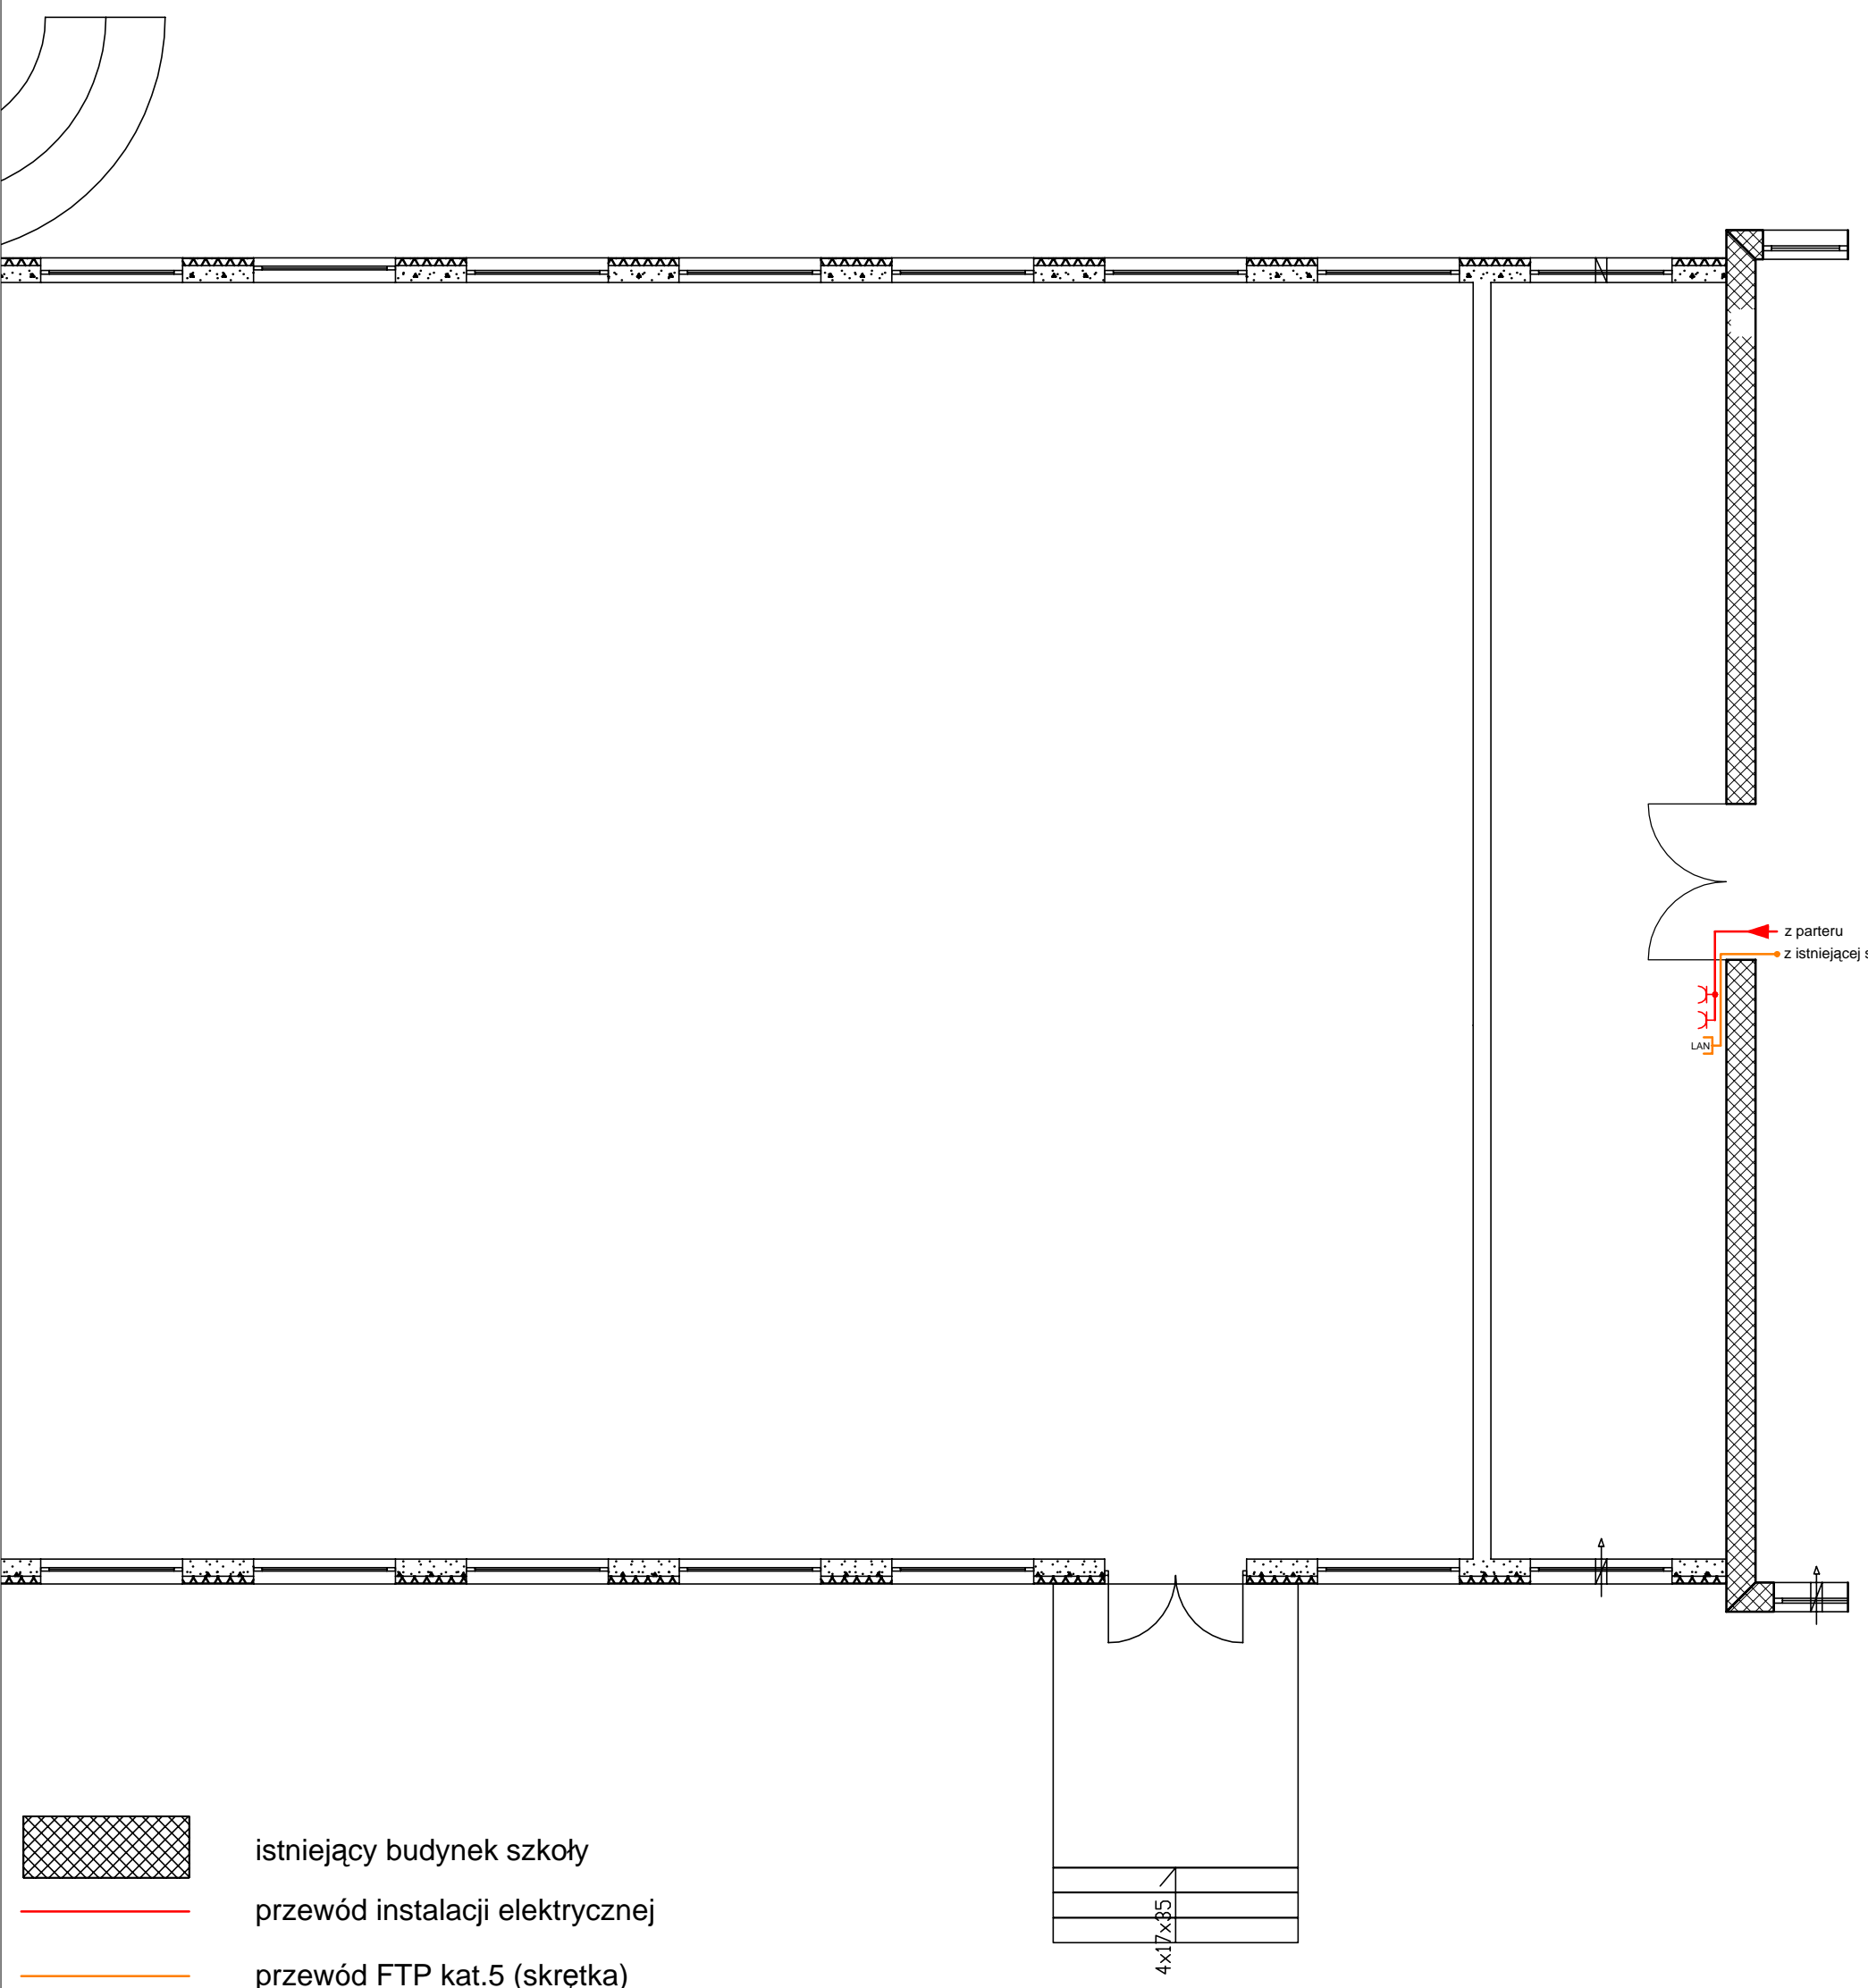 z parteru
z istniejącej s
LAN
istniejący budynek szkoły
przewód instalacji elektrycznej
4x17x35
przewód FTP kat.5 (skrętka)